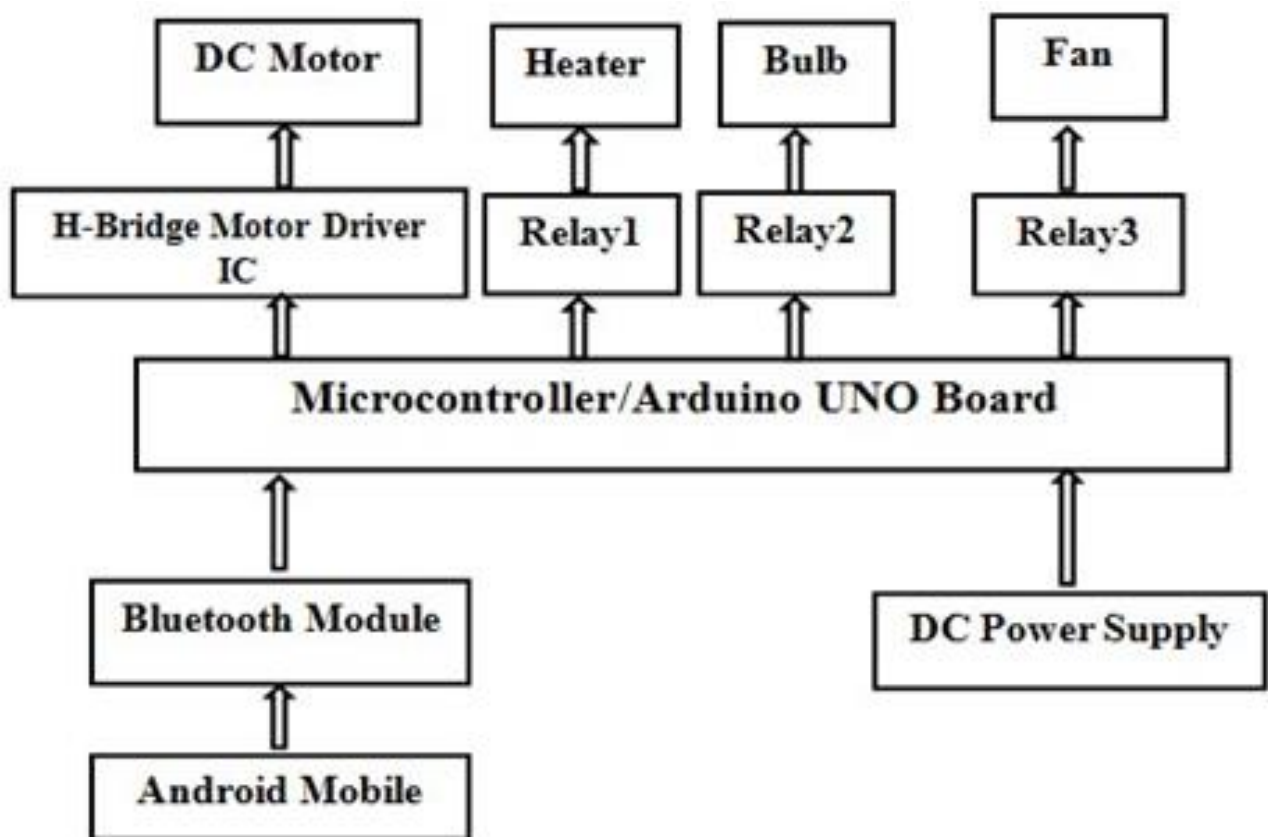 DC Motor
Heater
Bulb
Fan
H-Bridge Motor Driver
IC
Relay1
Relay2
Relay3
Microcontroller/Arduino UNO Board
Bluetooth Module
DC Power Supply
Android Mobile